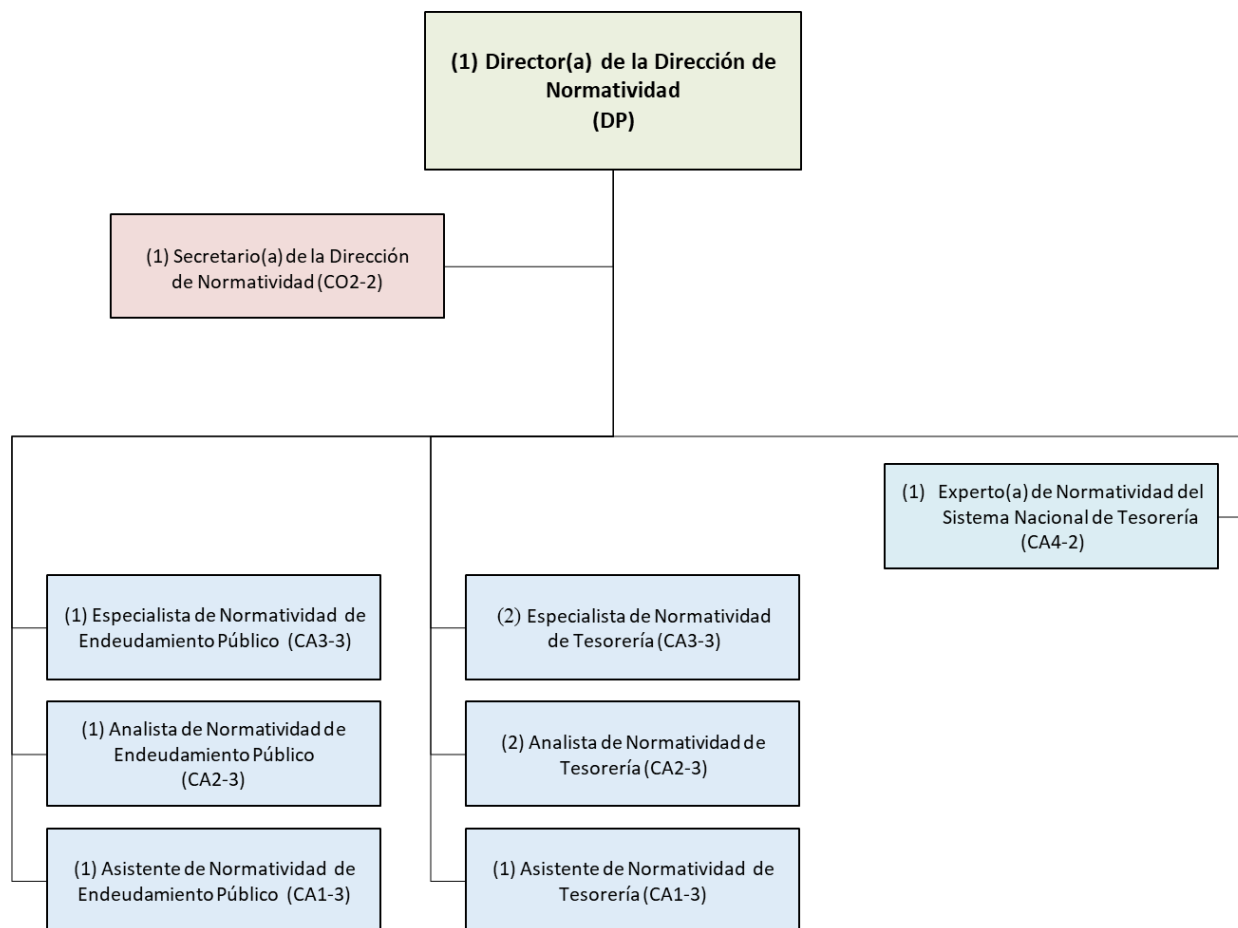 (1) Director(a) de la Dirección de
Normatividad
(DP)
(1) Secretario(a) de la Dirección
de Normatividad (CO2-2)
(1) Experto(a) de Normatividad del
Sistema Nacional de Tesorería
(CA4-2)
(1) Especialista de Normatividad de
Endeudamiento Público (CA3-3)
(2) Especialista de Normatividad
de Tesorería (CA3-3)
(1) Analista de Normatividad de
Endeudamiento Público
(CA2-3)
(2) Analista de Normatividad de
Tesorería (CA2-3)
(1) Asistente de Normatividad de
Endeudamiento Público (CA1-3)
(1) Asistente de Normatividad de
Tesorería (CA1-3)